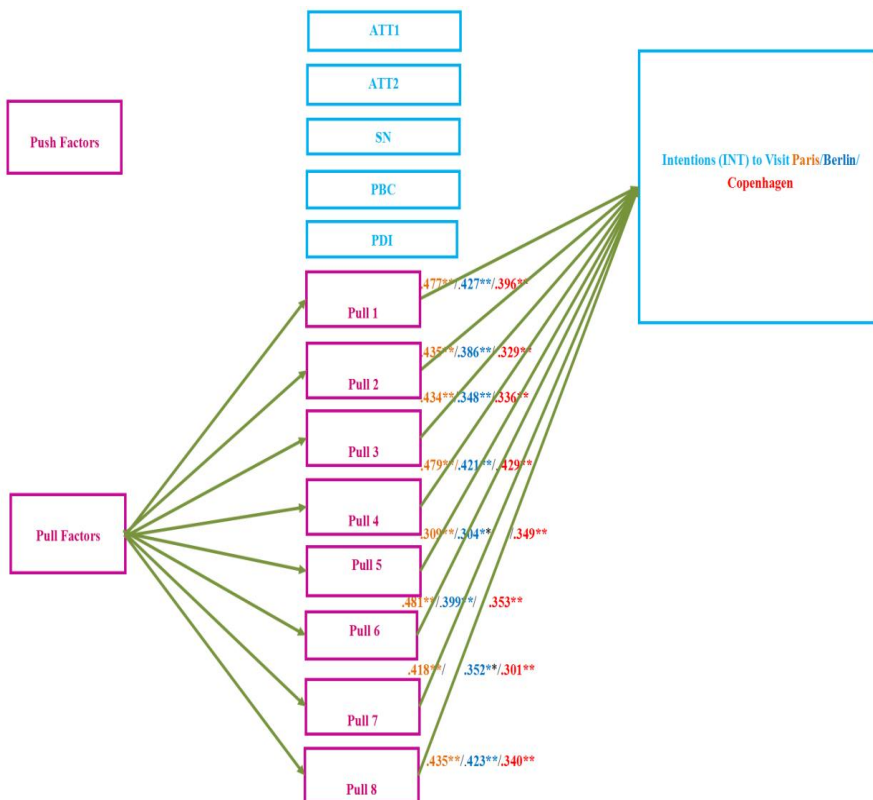 ATT1
ATT2
Push Factors
SN
Intentions (INT) to Visit Paris/Berlin/
Copenhagen
PBC
PDI
.477**/.427**/.396**
Pull 1
.435**/.386**/.329**
Pull 2
.434**/.348**/.336**
Pull 3
.479**/.421**/.429**
Pull 4
Pull Factors
.309**/.304**/.349**
Pull 5
.481**/.399**/.353**
Pull 6
.418**/.352**/.301**
Pull 7
.435**/.423**/.340**
Pull 8